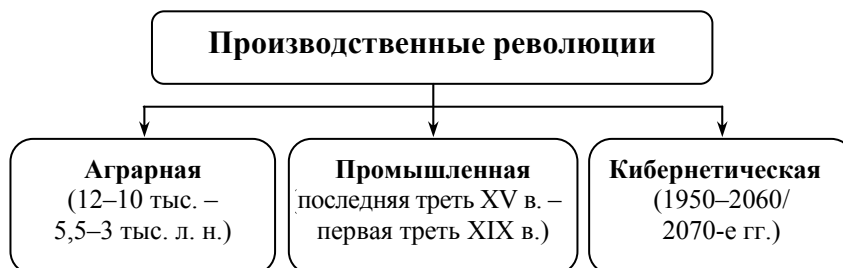 Производственные революции
Аграрная
(12–10 тыс. –
5,5–3 тыс. л. н.)
Промышленная
(последняя треть XV в. –
первая треть XIX в.)
Кибернетическая
(1950–2060/
2070-е гг.)